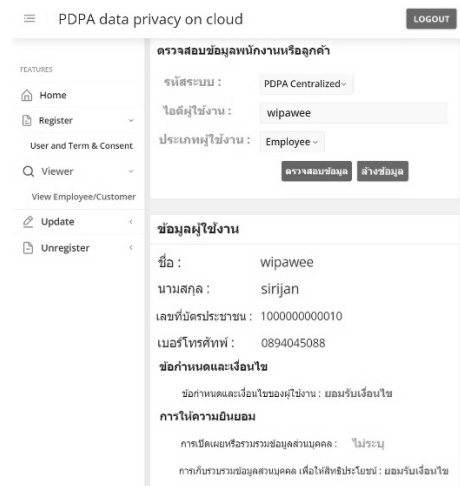 PDPA data privacy on cloud
LOGOUT
FEATURES
Home
Register
User and Term & Consent
Viewer
View Employee/Customer
Update
Unregister
ตรวจสอบข้อมูลพนักงานหรือลูกค้า
รหัสระบบ : PDPA Centralized
ไอดีผู้ใช้งาน : wipawee
ประเภทผู้ใช้งาน : Employee
ตรวจสอบข้อมูล ล้างข้อมูล
ข้อมูลผู้ใช้งาน
ชื่อ : wipawee
นามสกุล : sirijan
เลขที่บัตรประชาชน : 1000000000010
เบอร์โทรศัพท์ : 0894045088
ข้อกำหนดและเงื่อนไข
ข้อกำหนดและเงื่อนไขของผู้ใช้งาน : ยอมรับเงื่อนไข
การให้ความยินยอม
การเปิดเผยหรือรวบรวมข้อมูลส่วนบุคคล : ไม่ระบุ
การเก็บรวบรวมข้อมูลส่วนบุคคล เพื่อให้สิทธิประโยชน์ : ยอมรับเงื่อนไข